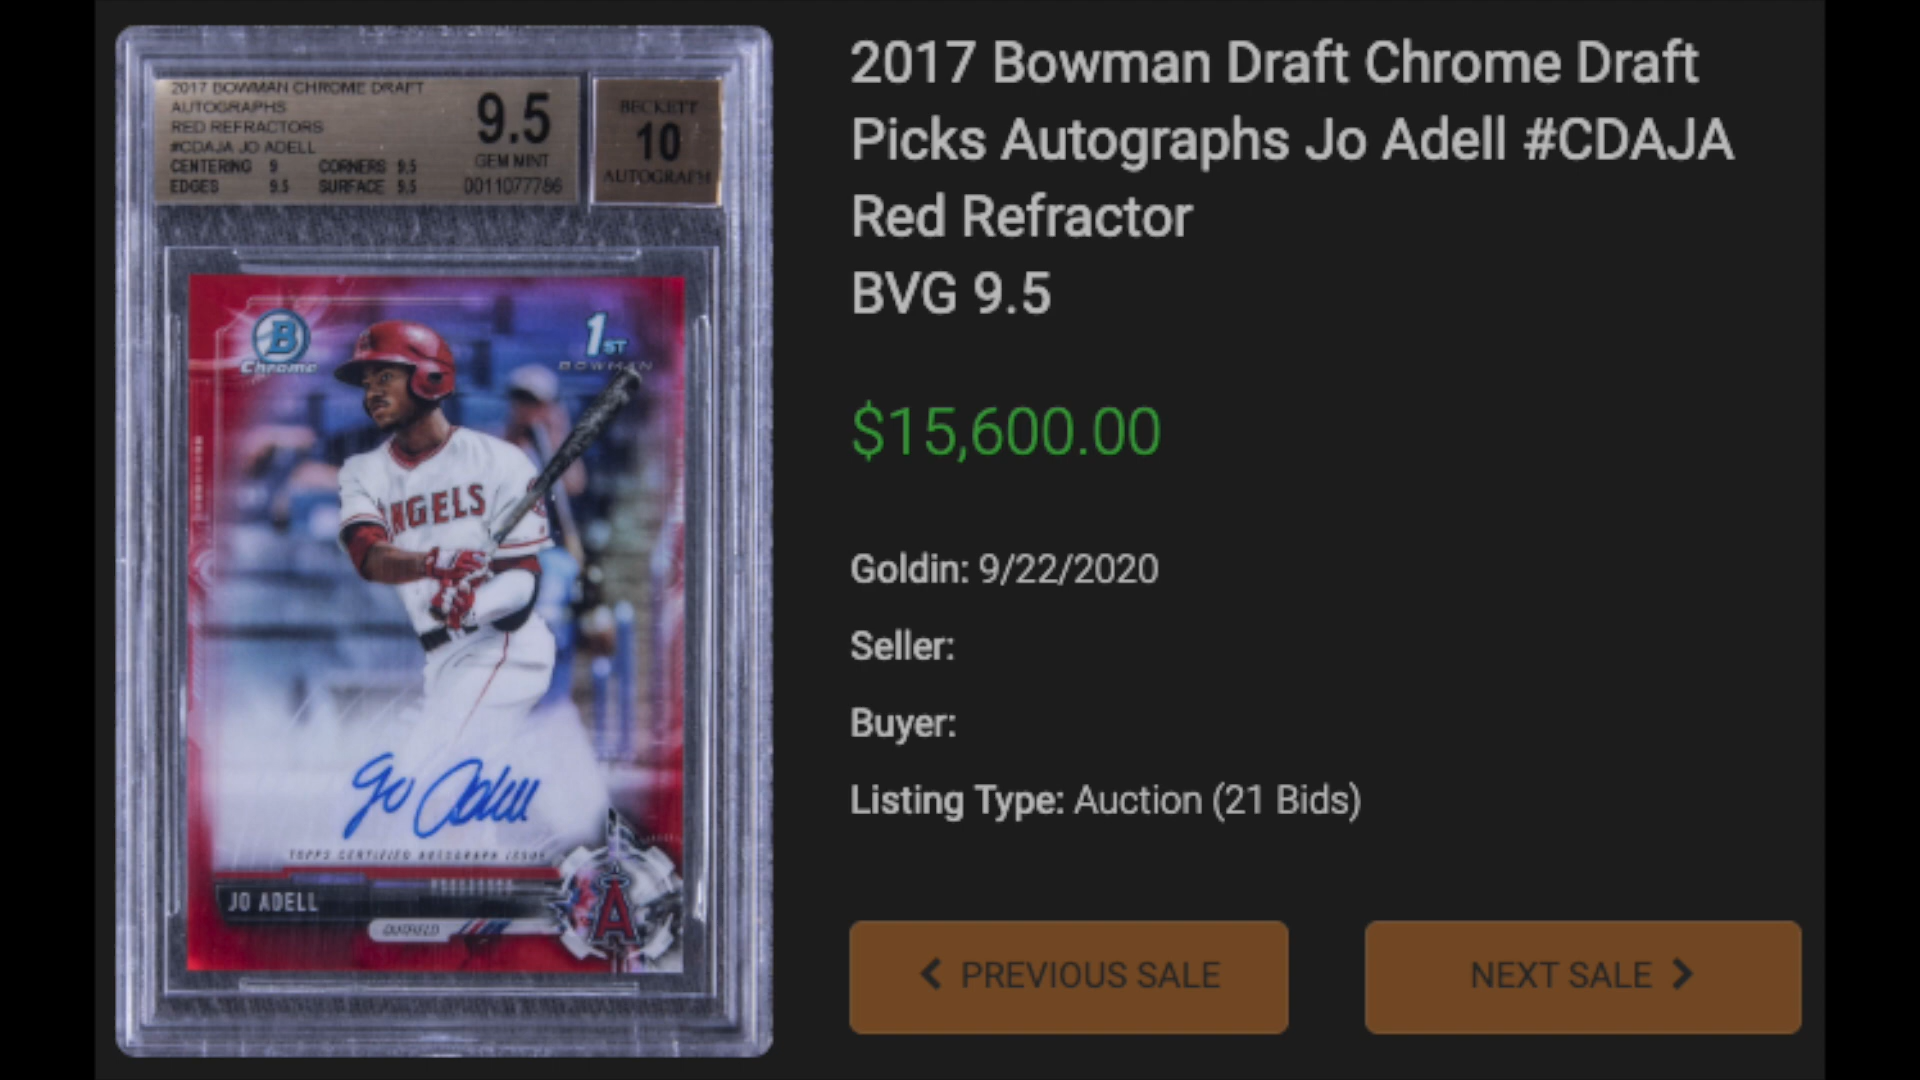 2017 BOWMAN CHROME DRAFT
AUTOGRAPHS
RED REFRACTORS
#CDAJA JO ADELL
CENTERING 9 CORNERS 9.5
EDGES 9.5 SURFACE 9.5
9.5
GEM MINT
0011077786
BECKETT
10
AUTOGRAPH
B
Chrome
1ST
BOWMAN
ANGELS
Jo Adell
TOPPS CERTIFIED AUTOGRAPH ISSUE
JO ADELL
OUTFIELD
A
2017 Bowman Draft Chrome Draft
Picks Autographs Jo Adell #CDAJA
Red Refractor
BVG 9.5
$15,600.00
Goldin: 9/22/2020
Seller:
Buyer:
Listing Type: Auction (21 Bids)
PREVIOUS SALE
NEXT SALE